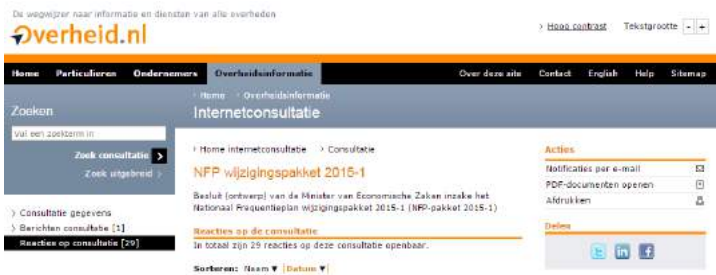 De wegwijzer naar informatie en diensten van alle overheden
Overheid.nl
› Hoog contrast Tekstgrootte - +
Home Particulieren Ondernemers Overheidsinformatie Over deze site Contact English Help Sitemap
› Home › Overheidsinformatie
Internetconsultatie
Zoeken
Vul een zoekterm in
Zoek consultatie
Zoek uitgebreid ›
› Consultatie gegevens
› Berichten consultatie [1]
Reacties op consultatie [29]
› Home internetconsultatie › Consultatie
NFP wijzigingspakket 2015-1
Besluit (ontwerp) van de Minister van Economische Zaken inzake het
Nationaal Frequentieplan wijzigingspakket 2015-1 (NFP-pakket 2015-1)
Reacties op de consultatie
In totaal zijn 29 reacties op deze consultatie openbaar.
Sorteren: Naam ▼ | Datum ▼ |
Acties
Notificaties per e-mail
PDF-documenten openen
Afdrukken
Delen